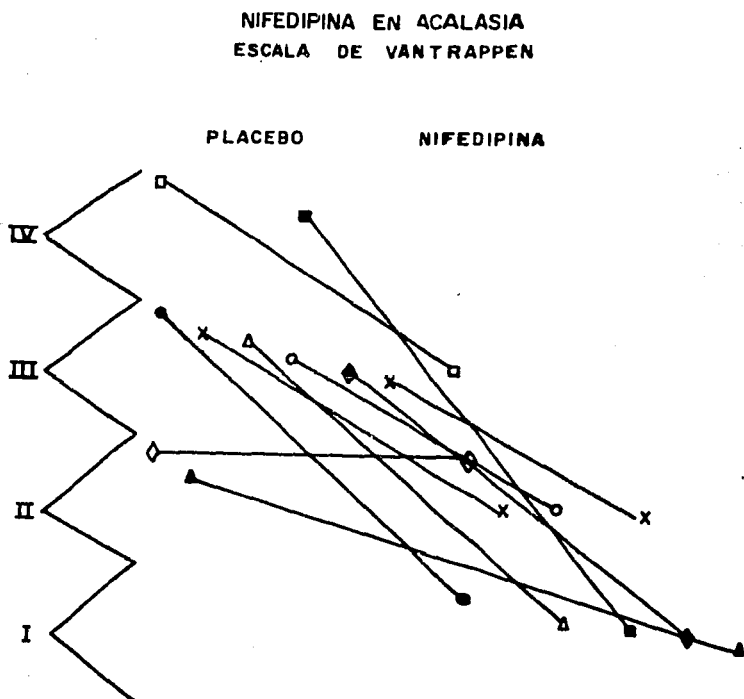 NIFEDIPINA EN ACALASIA
ESCALA DE VANTRAPPEN
PLACEBO NIFEDIPINA
IV
III
II
I